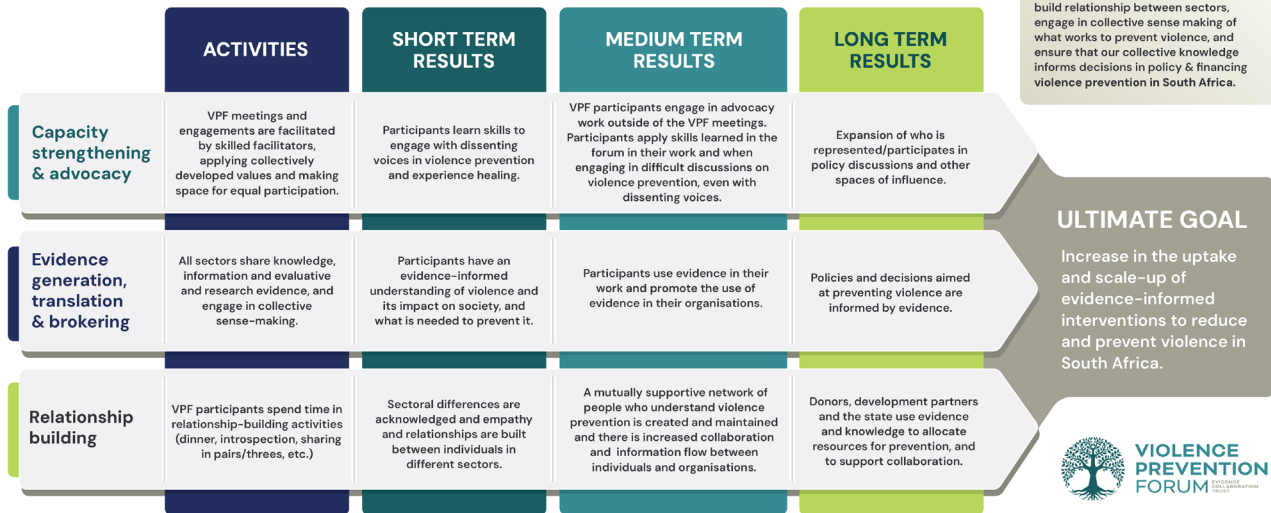 build relationship between sectors,
engage in collective sense making of
what works to prevent violence, and
ensure that our collective knowledge
informs decisions in policy & financing
violence prevention in South Africa.
ACTIVITIES
SHORT TERM
RESULTS
MEDIUM TERM
RESULTS
LONG TERM
RESULTS
Capacity
strengthening
& advocacy
VPF meetings and
engagements are facilitated
by skilled facilitators,
applying collectively
developed values and making
space for equal participation.
Participants learn skills to
engage with dissenting
voices in violence prevention
and experience healing.
VPF participants engage in advocacy
work outside of the VPF meetings.
Participants apply skills learned in the
forum in their work and when
engaging in difficult discussions on
violence prevention, even with
dissenting voices.
Expansion of who is
represented/participates in
policy discussions and other
spaces of influence.
Evidence
generation,
translation
& brokering
All sectors share knowledge,
information and evaluative
and research evidence, and
engage in collective
sense-making.
Participants have an
evidence-informed
understanding of violence and
its impact on society, and
what is needed to prevent it.
Participants use evidence in their
work and promote the use of
evidence in their organisations.
Policies and decisions aimed
at preventing violence are
informed by evidence.
Relationship
building
VPF participants spend time in
relationship-building activities
(dinner, introspection, sharing
in pairs/threes, etc.)
Sectoral differences are
acknowledged and empathy
and relationships are built
between individuals in
different sectors.
A mutually supportive network of
people who understand violence
prevention is created and maintained
and there is increased collaboration
and information flow between
individuals and organisations.
Donors, development partners
and the state use evidence
and knowledge to allocate
resources for prevention, and
to support collaboration.
ULTIMATE GOAL
Increase in the uptake
and scale-up of
evidence-informed
interventions to reduce
and prevent violence in
South Africa.
VIOLENCE
PREVENTION
FORUM
EVIDENCE
COLLABORATION
TRUST